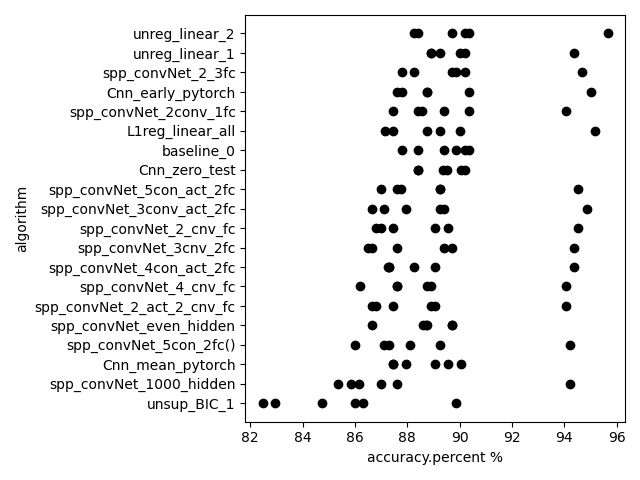 unreg_linear_2
unreg_linear_1
spp_convNet_2_3fc
Cnn_early_pytorch
spp_convNet_2conv_1fc
L1reg_linear_all
baseline_0
Cnn_zero_test
spp_convNet_5con_act_2fc
spp_convNet_3conv_act_2fc
spp_convNet_2_cnv_fc
spp_convNet_3cnv_2fc
spp_convNet_4con_act_2fc
spp_convNet_4_cnv_fc
spp_convNet_2_act_2_cnv_fc
spp_convNet_even_hidden
spp_convNet_5con_2fc()
Cnn_mean_pytorch
spp_convNet_1000_hidden
unsup_BIC_1
algorithm
82 84 86 88 90 92 94 96
accuracy.percent %